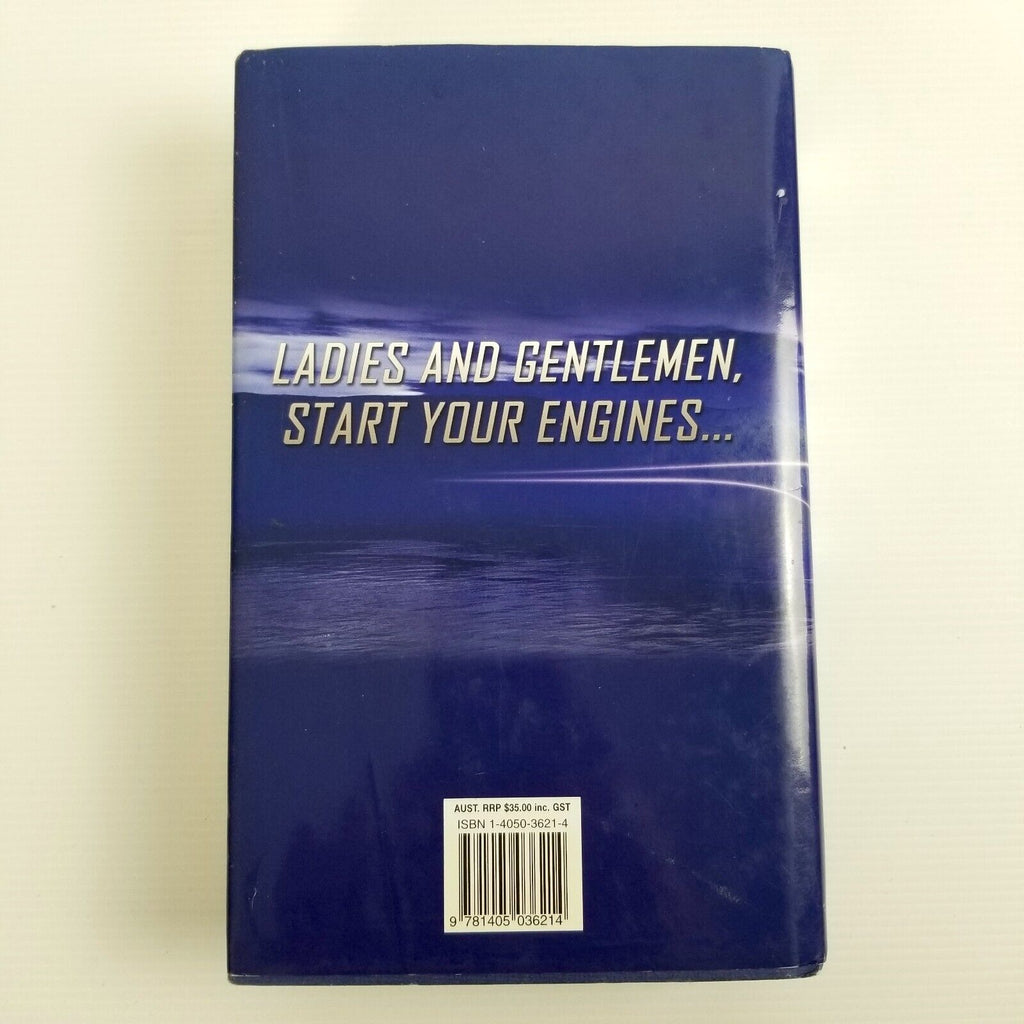 LADIES AND GENTLEMEN,
START YOUR ENGINES...
AUST. RRP $35.00 inc. GST
ISBN 1-4050-3621-4
9 781405 036214